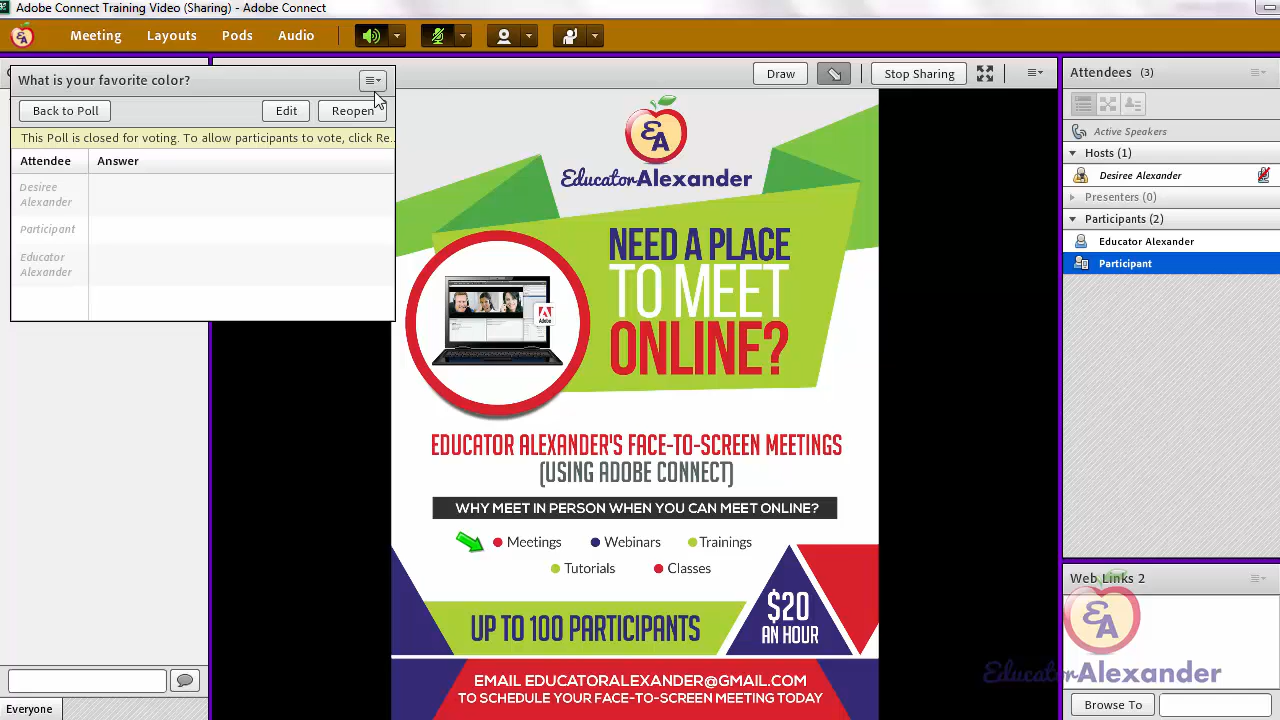 Adobe Connect Training Video (Sharing) - Adobe Connect
Meeting Layouts Pods Audio
What is your favorite color?
Back to Poll Edit Reopen
This Poll is closed for voting. To allow participants to vote, click Re...
Attendee Answer
Desiree
Alexander
Participant
Educator
Alexander
Everyone
Draw Stop Sharing
EA
EducatorAlexander
NEED A PLACE
TO MEET
ONLINE?
Adobe
EDUCATOR ALEXANDER'S FACE-TO-SCREEN MEETINGS
(USING ADOBE CONNECT)
WHY MEET IN PERSON WHEN YOU CAN MEET ONLINE?
Meetings Webinars Trainings
Tutorials Classes
UP TO 100 PARTICIPANTS
$20
AN HOUR
EMAIL EDUCATORALEXANDER@GMAIL.COM
TO SCHEDULE YOUR FACE-TO-SCREEN MEETING TODAY
Attendees (3)
Active Speakers
Hosts (1)
Desiree Alexander
Presenters (0)
Participants (2)
Educator Alexander
Participant
Web Links 2
EA
EducatorAlexander
Browse To